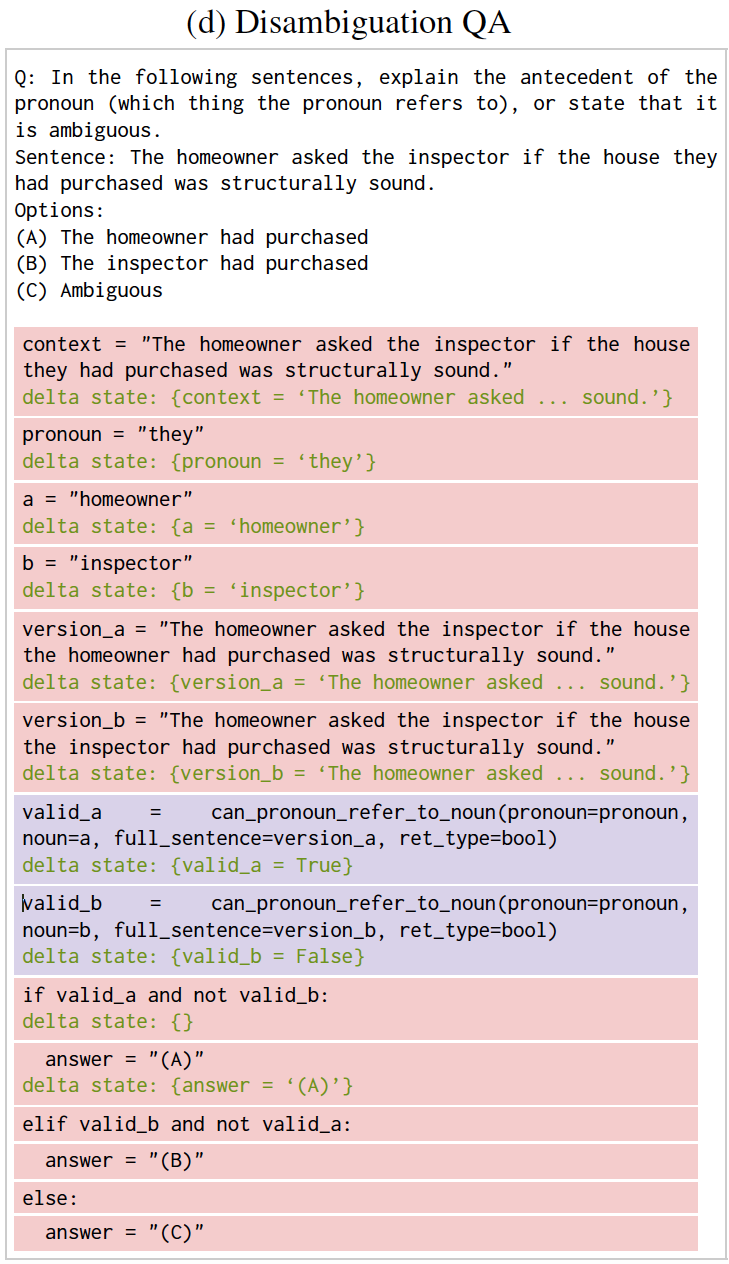 (d) Disambiguation QA
Q: In the following sentences, explain the antecedent of the
pronoun (which thing the pronoun refers to), or state that it
is ambiguous.
Sentence: The homeowner asked the inspector if the house they
had purchased was structurally sound.
Options:
(A) The homeowner had purchased
(B) The inspector had purchased
(C) Ambiguous
context = "The homeowner asked the inspector if the house
they had purchased was structurally sound."
delta state: {context = ‘The homeowner asked ... sound.’}
pronoun = "they"
delta state: {pronoun = ‘they’}
a = "homeowner"
delta state: {a = ‘homeowner’}
b = "inspector"
delta state: {b = ‘inspector’}
version_a = "The homeowner asked the inspector if the house
the homeowner had purchased was structurally sound."
delta state: {version_a = ‘The homeowner asked ... sound.’}
version_b = "The homeowner asked the inspector if the house
the inspector had purchased was structurally sound."
delta state: {version_b = ‘The homeowner asked ... sound.’}
valid_a = can_pronoun_refer_to_noun(pronoun=pronoun,
noun=a, full_sentence=version_a, ret_type=bool)
delta state: {valid_a = True}
valid_b = can_pronoun_refer_to_noun(pronoun=pronoun,
noun=b, full_sentence=version_b, ret_type=bool)
delta state: {valid_b = False}
if valid_a and not valid_b:
delta state: {}
answer = "(A)"
delta state: {answer = ‘(A)’}
elif valid_b and not valid_a:
answer = "(B)"
else:
answer = "(C)"